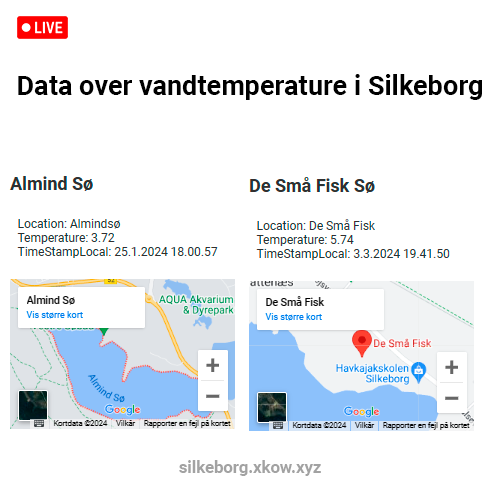 LIVE
Data over vandtemperature i Silkeborg
Almind Sø
Location: Almindsø
Temperature: 3.72
TimeStampLocal: 25.1.2024 18.00.57
52
Almind Sø
Vis større kort
AQUA Akvarium
& Dyrepark
Almind Sø
Google
Kortdata ©2024 Vilkår Rapporter en fejl på kortet
De Små Fisk Sø
Location: De Små Fisk
Temperature: 5.74
TimeStampLocal: 3.3.2024 19.41.50
De Små Fisk
Vis større kort
De Små Fisk
Havkajakskolen
Silkeborg
Google
Kortdata ©2024 Vilkår Rapporter en fejl på kortet
silkeborg.xkow.xyz